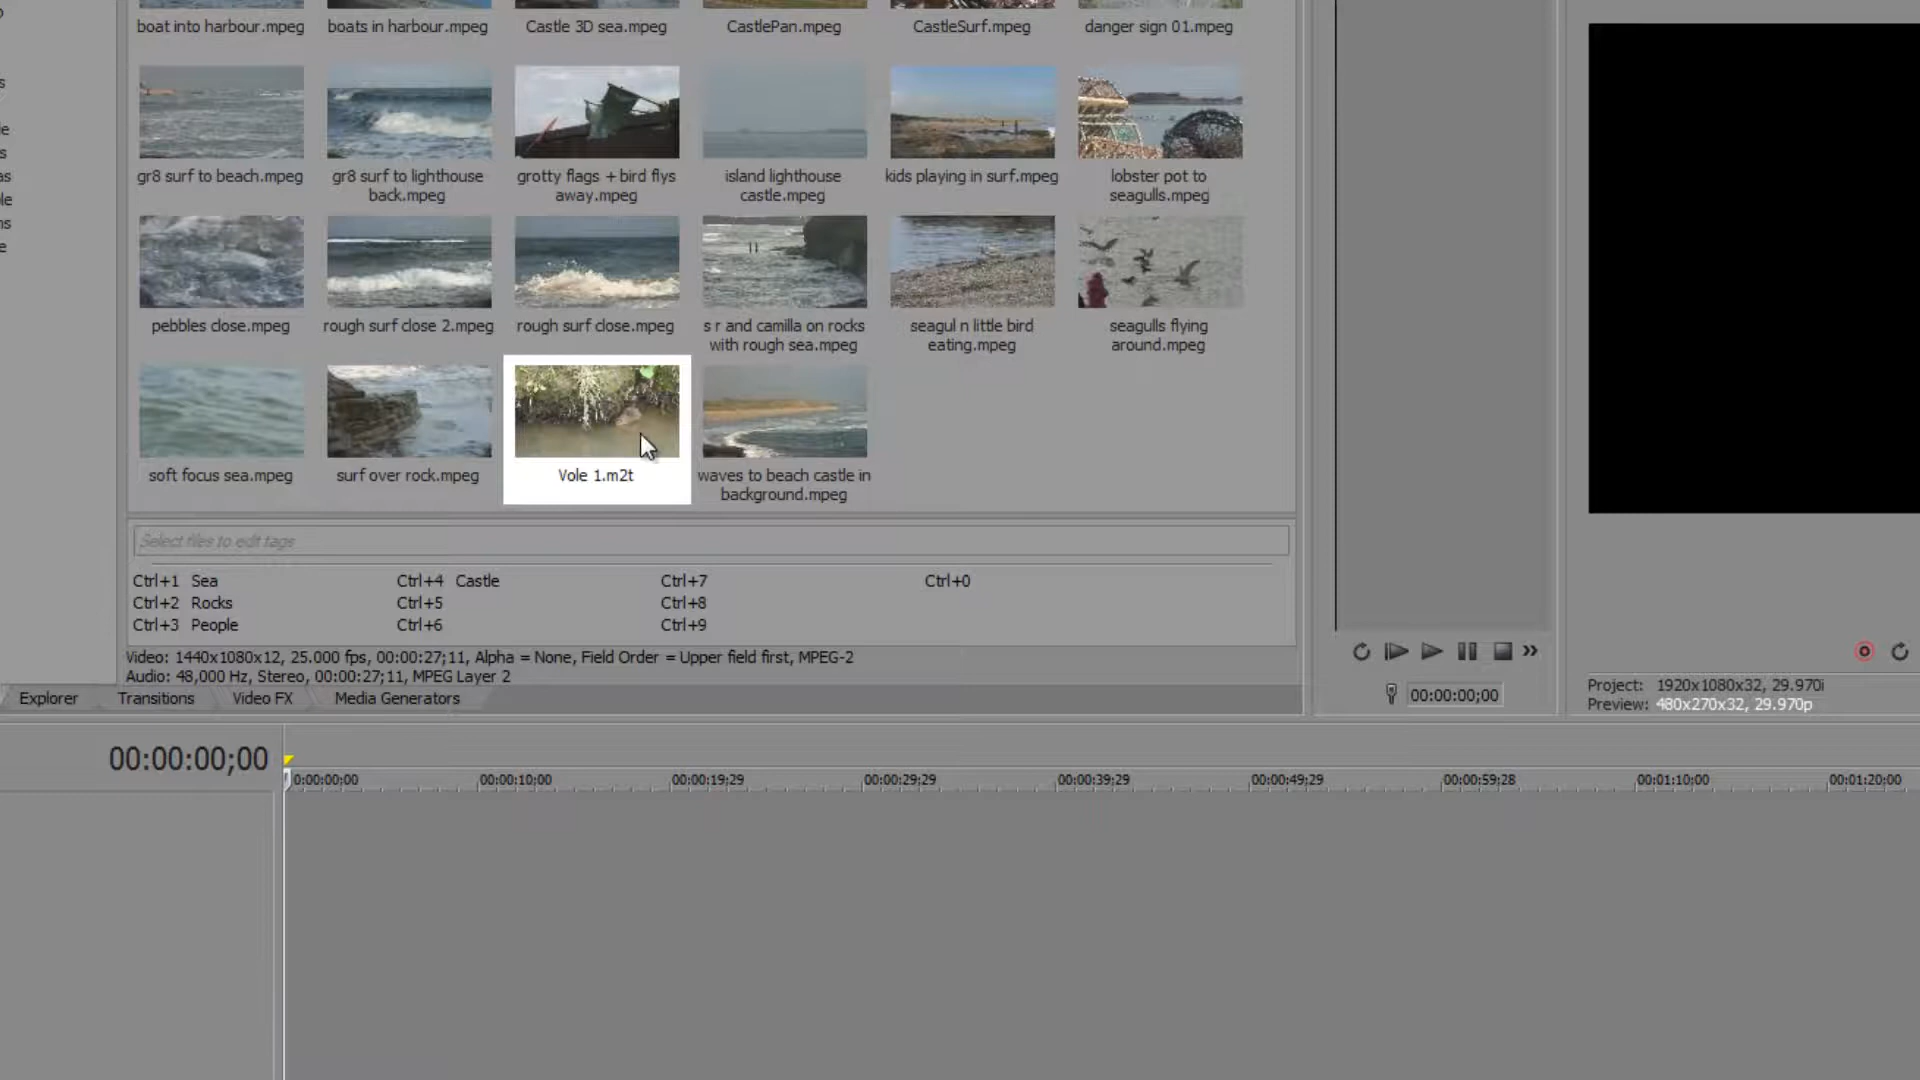 boat into harbour.mpeg
boats in harbour.mpeg
Castle 3D sea.mpeg
CastlePan.mpeg
CastleSurf.mpeg
danger sign 01.mpeg
gr8 surf to beach.mpeg
gr8 surf to lighthouse
back.mpeg
grotty flags + bird flys
away.mpeg
island lighthouse
castle.mpeg
kids playing in surf.mpeg
lobster pot to
seagulls.mpeg
pebbles close.mpeg
rough surf close 2.mpeg
rough surf close.mpeg
s r and camilla on rocks
with rough sea.mpeg
seagul n little bird
eating.mpeg
seagulls flying
around.mpeg
soft focus sea.mpeg
surf over rock.mpeg
Vole 1.m2t
waves to beach castle in
background.mpeg
Select files to edit tags
Ctrl+1 Sea
Ctrl+4 Castle
Ctrl+7
Ctrl+0
Ctrl+2 Rocks
Ctrl+5
Ctrl+8
Ctrl+3 People
Ctrl+6
Ctrl+9
Video: 1440x1080x12, 25.000 fps, 00:00:27;11, Alpha = None, Field Order = Upper field first, MPEG-2
Audio: 48,000 Hz, Stereo, 00:00:27;11, MPEG Layer 2
Explorer
Transitions
Video FX
Media Generators
00:00:00;00
Project: 1920x1080x32, 29.970i
Preview: 480x270x32, 29.970p
00:00:00;00
0:00:00;00
00:00:10;00
00:00:19;29
00:00:29;29
00:00:39;29
00:00:49;29
00:00:59;28
00:01:10;00
00:01:20;00